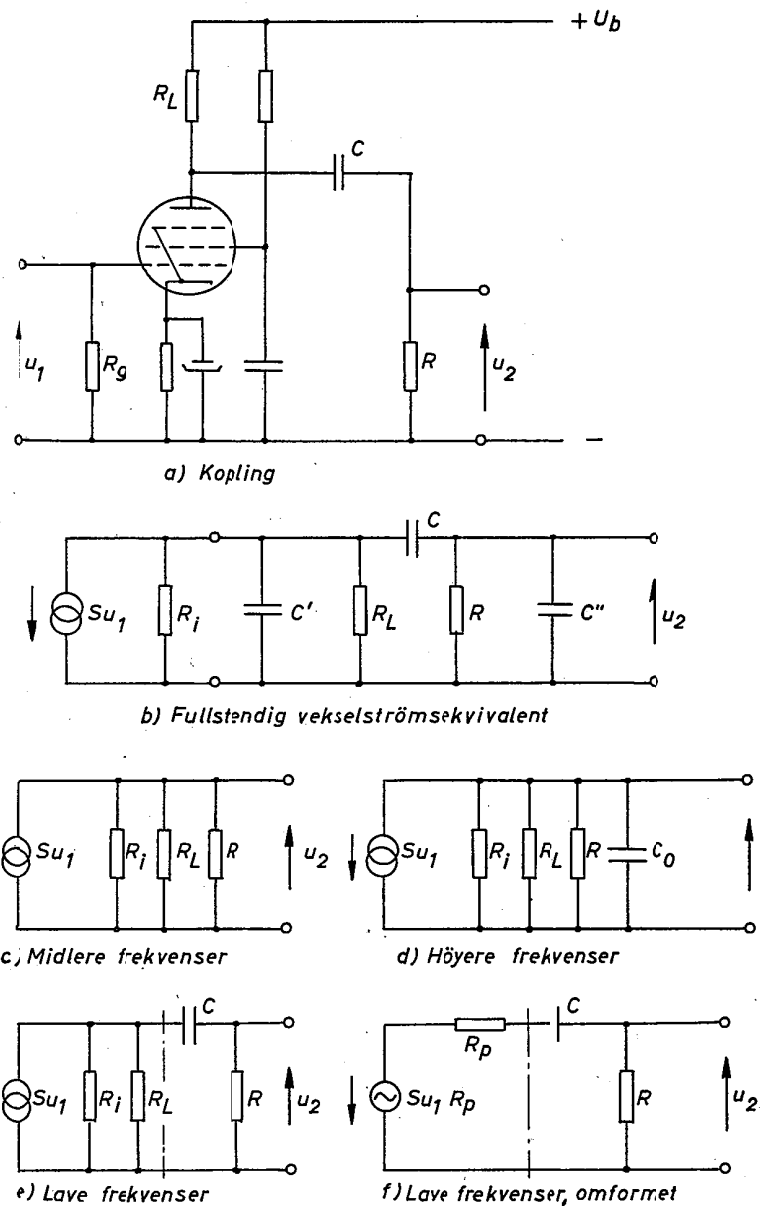 + U_b
R_L
C
u_1
R_g
R
u_2
−
a) Kopling
C
Su_1
R_i
C'
R_L
R
C"
u_2
b) Fullstendig vekselströmsekvivalent
Su_1
R_i
R_L
R
u_2
Su_1
R_i
R_L
R
C_0
c) Midlere frekvenser
d) Höyere frekvenser
C
Su_1
R_i
R_L
R
u_2
C
R_p
Su_1 R_p
R
u_2
e) Lave frekvenser
f) Lave frekvenser, omformet